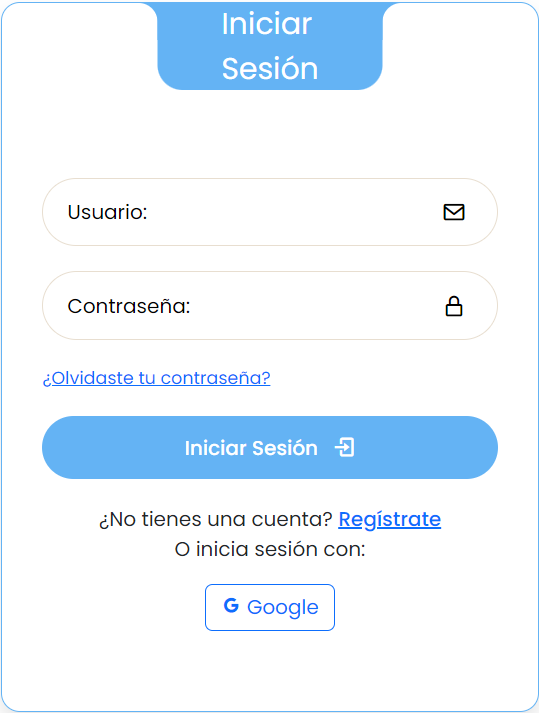 Iniciar
Sesión
Usuario:
Contraseña:
¿Olvidaste tu contraseña?
Iniciar Sesión
¿No tienes una cuenta? Regístrate
O inicia sesión con:
G Google